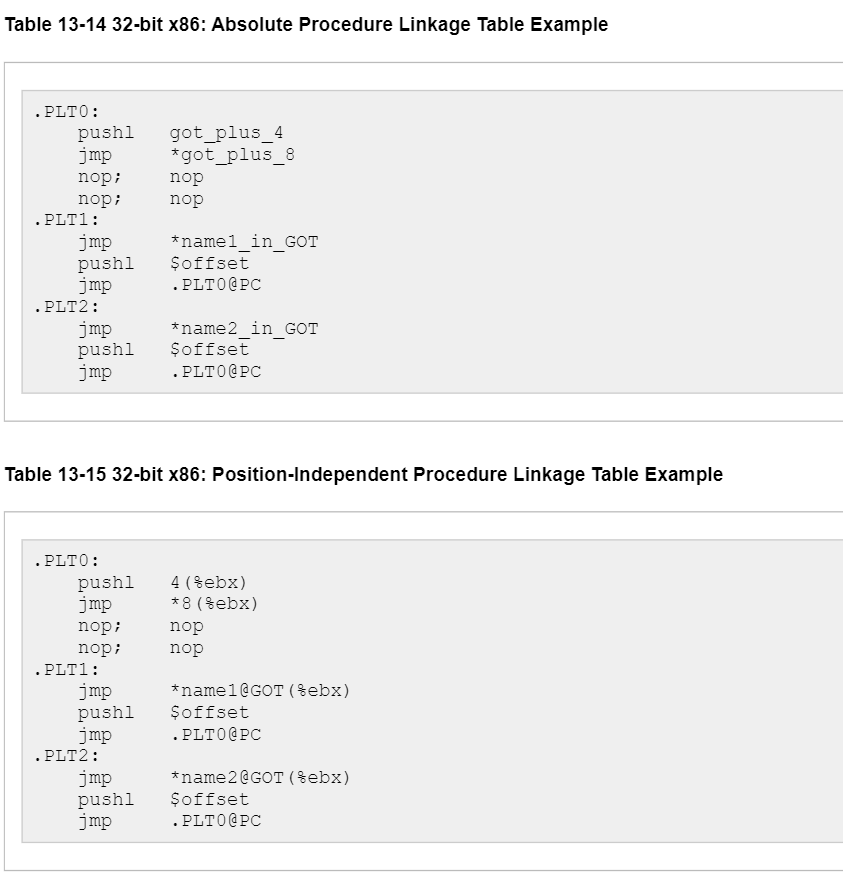 Table 13-14 32-bit x86: Absolute Procedure Linkage Table Example
.PLT0:
pushl got_plus_4
jmp *got_plus_8
nop; nop
nop; nop
.PLT1:
jmp *name1_in_GOT
pushl $offset
jmp .PLT0@PC
.PLT2:
jmp *name2_in_GOT
pushl $offset
jmp .PLT0@PC
Table 13-15 32-bit x86: Position-Independent Procedure Linkage Table Example
.PLT0:
pushl 4(%ebx)
jmp *8(%ebx)
nop; nop
nop; nop
.PLT1:
jmp *name1@GOT(%ebx)
pushl $offset
jmp .PLT0@PC
.PLT2:
jmp *name2@GOT(%ebx)
pushl $offset
jmp .PLT0@PC